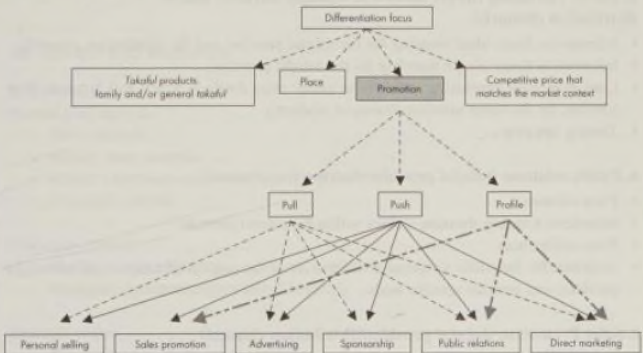 Differentiation focus
Takaful products
family and/or general takaful
Place
Promotion
Competitive price that
matches the market context
Pull
Push
Profile
Personal selling
Sales promotion
Advertising
Sponsorship
Public relations
Direct marketing